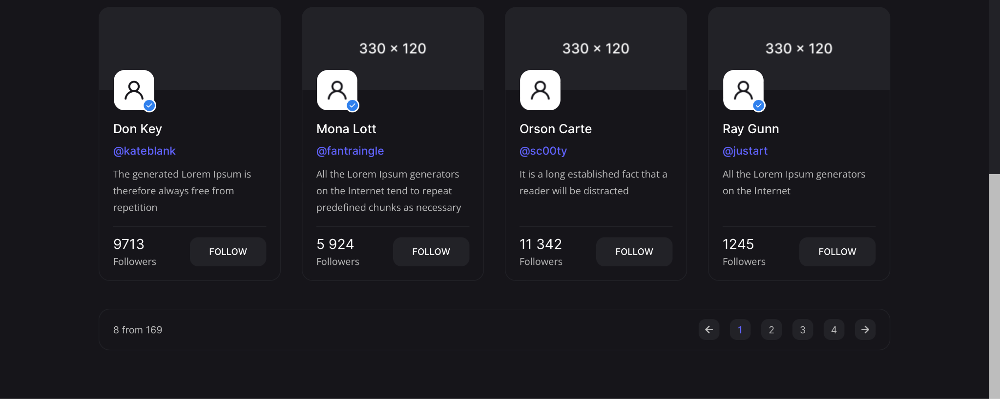 330 × 120
330 × 120
330 × 120
Don Key
@kateblank
The generated Lorem Ipsum is
therefore always free from
repetition
9713
Followers
FOLLOW
Mona Lott
@fantraingle
All the Lorem Ipsum generators
on the Internet tend to repeat
predefined chunks as necessary
5 924
Followers
FOLLOW
Orson Carte
@sc00ty
It is a long established fact that a
reader will be distracted
11 342
Followers
FOLLOW
Ray Gunn
@justart
All the Lorem Ipsum generators
on the Internet
1245
Followers
FOLLOW
8 from 169
1 2 3 4